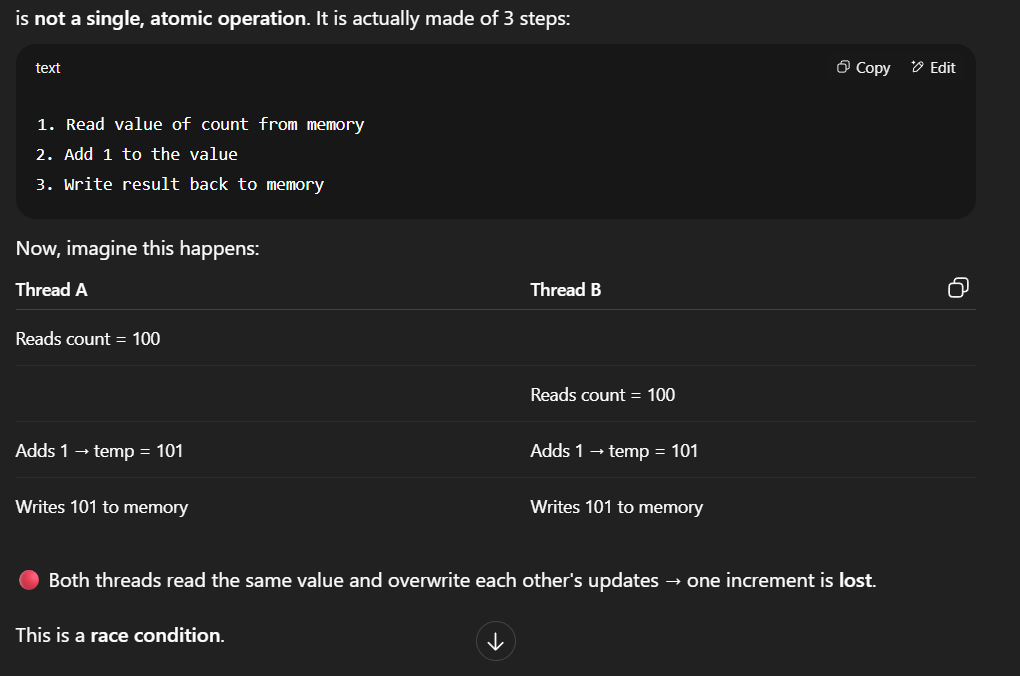 is not a single, atomic operation. It is actually made of 3 steps:
text
Copy
Edit
1. Read value of count from memory
2. Add 1 to the value
3. Write result back to memory
Now, imagine this happens:
Thread A Thread B
Reads count = 100
Reads count = 100
Adds 1 → temp = 101 Adds 1 → temp = 101
Writes 101 to memory Writes 101 to memory
Both threads read the same value and overwrite each other's updates → one increment is lost.
This is a race condition.